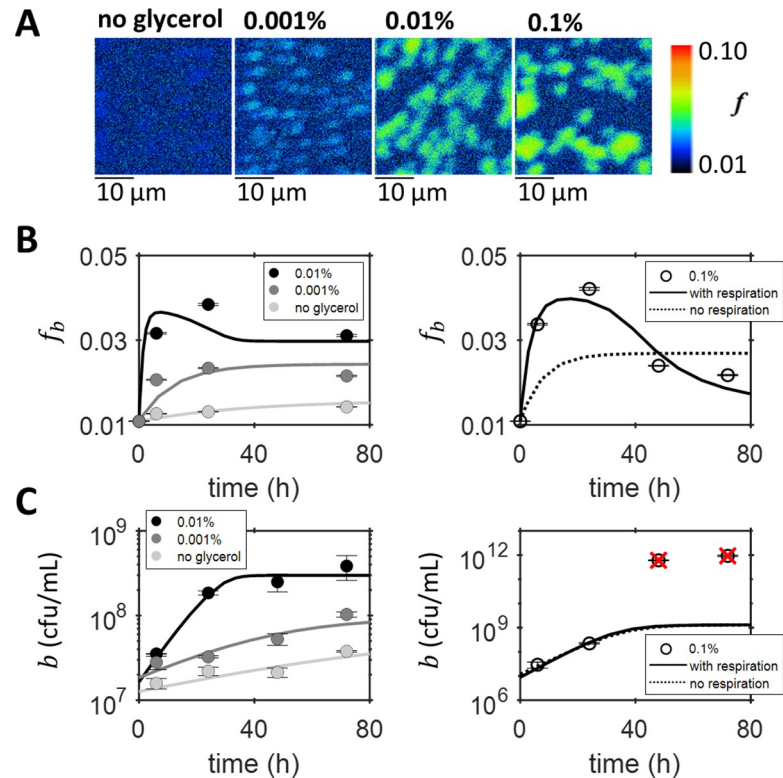 A
no glycerol 0.001% 0.01% 0.1%
0.10
f
0.01
10 μm 10 μm 10 μm 10 μm
B
0.05
0.03
0.01
f_b
0.01%
0.001%
no glycerol
0 40 80
time (h)
0.05
0.03
0.01
f_b
0.1%
with respiration
no respiration
0 40 80
time (h)
C
10^9
10^8
10^7
b (cfu/mL)
0.01%
0.001%
no glycerol
0 40 80
time (h)
10^12
10^9
10^6
b (cfu/mL)
0.1%
with respiration
no respiration
0 40 80
time (h)